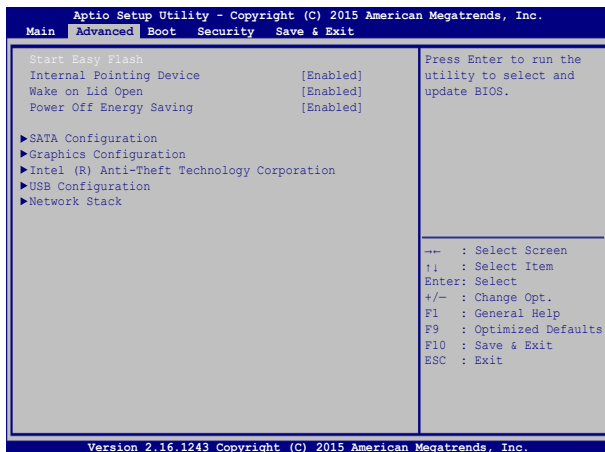 Aptio Setup Utility - Copyright (C) 2015 American Megatrends, Inc.
Main Advanced Boot Security Save & Exit
Start Easy Flash
Internal Pointing Device [Enabled]
Wake on Lid Open [Enabled]
Power Off Energy Saving [Enabled]
▶SATA Configuration
▶Graphics Configuration
▶Intel (R) Anti-Theft Technology Corporation
▶USB Configuration
▶Network Stack
Press Enter to run the
utility to select and
update BIOS.
→← : Select Screen
↑↓ : Select Item
Enter: Select
+/— : Change Opt.
F1 : General Help
F9 : Optimized Defaults
F10 : Save & Exit
ESC : Exit
Version 2.16.1243 Copyright (C) 2015 American Megatrends, Inc.